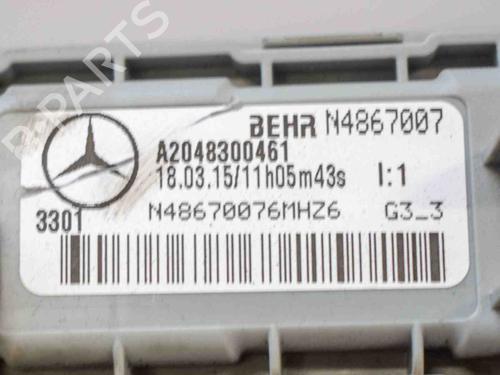 BEHR N4867007
A2048300461
18.03.15/11h05m43s I:1
3301 N48670076MHZ6 G3_3
B-PARTS